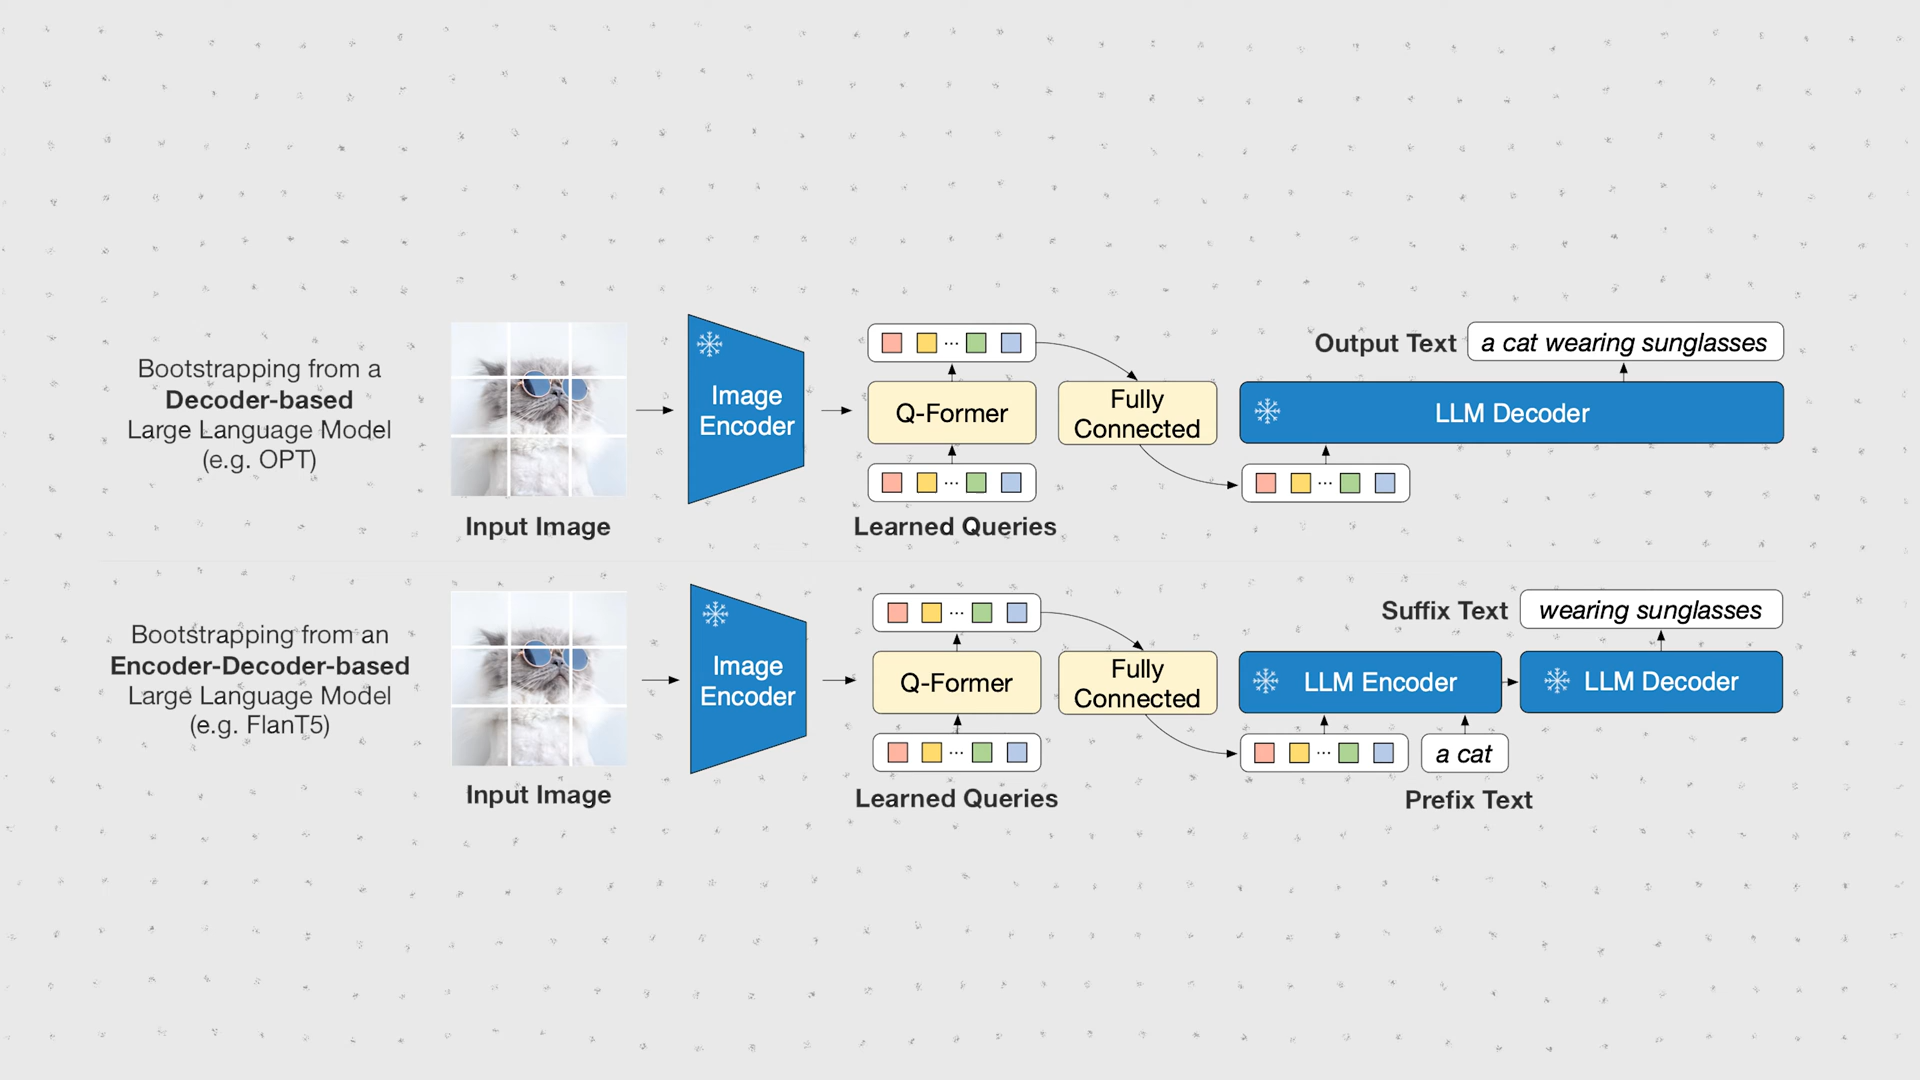 Bootstrapping from a
Decoder-based
Large Language Model
(e.g. OPT)
Input Image
Image
Encoder
...
Q-Former
...
Learned Queries
Fully
Connected
Output Text
a cat wearing sunglasses
LLM Decoder
...
Bootstrapping from an
Encoder-Decoder-based
Large Language Model
(e.g. FlanT5)
Input Image
Image
Encoder
...
Q-Former
...
Learned Queries
Fully
Connected
Suffix Text
wearing sunglasses
LLM Encoder
LLM Decoder
...
a cat
Prefix Text